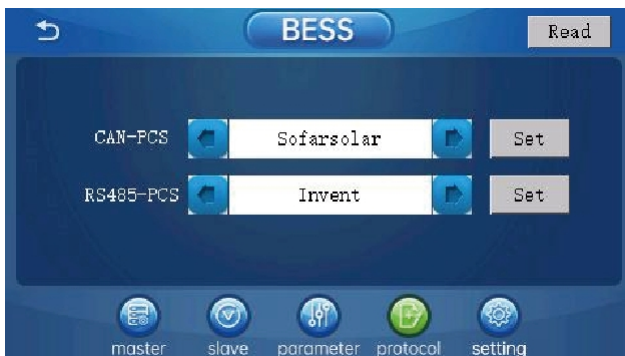 BESS
Read
CAN-PCS Sofarsolar Set
RS485-PCS Invent Set
master slave parameter protocol setting